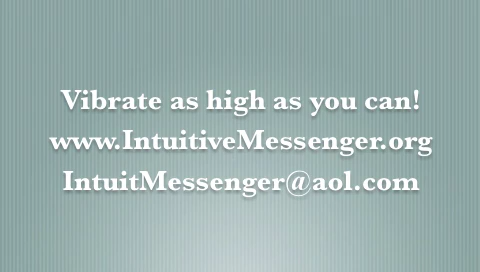 Vibrate as high as you can!
www.IntuitiveMessenger.org
IntuitMessenger@aol.com